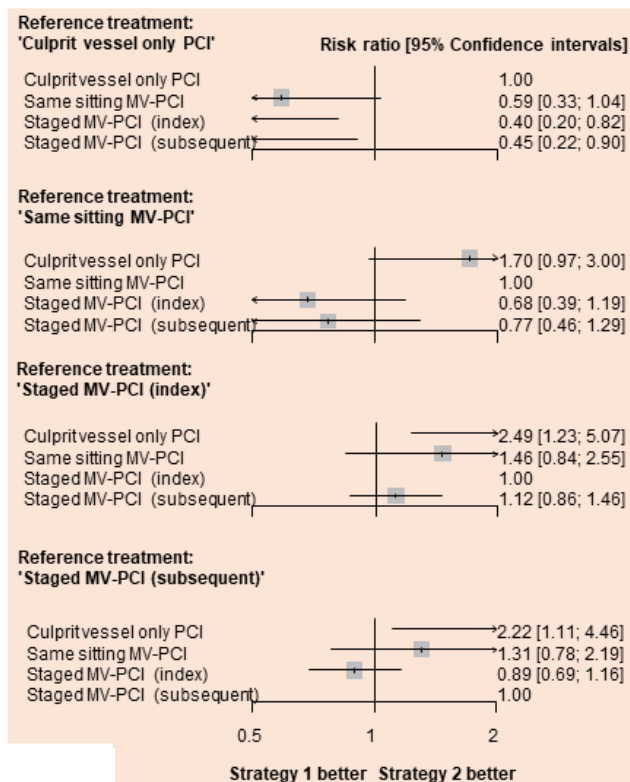 Reference treatment:
'Culprit vessel only PCI' Risk ratio [95% Confidence intervals]
Culprit vessel only PCI 1.00
Same sitting MV-PCI 0.59 [0.33; 1.04]
Staged MV-PCI (index) 0.40 [0.20; 0.82]
Staged MV-PCI (subsequent) 0.45 [0.22; 0.90]
0.5 1 2
Reference treatment:
'Same sitting MV-PCI'
Culprit vessel only PCI 1.70 [0.97; 3.00]
Same sitting MV-PCI 1.00
Staged MV-PCI (index) 0.68 [0.39; 1.19]
Staged MV-PCI (subsequent) 0.77 [0.46; 1.29]
Reference treatment:
'Staged MV-PCI (index)'
Culprit vessel only PCI 2.49 [1.23; 5.07]
Same sitting MV-PCI 1.46 [0.84; 2.55]
Staged MV-PCI (index) 1.00
Staged MV-PCI (subsequent) 1.12 [0.86; 1.46]
Reference treatment:
'Staged MV-PCI (subsequent)'
Culprit vessel only PCI 2.22 [1.11; 4.46]
Same sitting MV-PCI 1.31 [0.78; 2.19]
Staged MV-PCI (index) 0.89 [0.69; 1.16]
Staged MV-PCI (subsequent) 1.00
0.5 1 2
Strategy 1 better Strategy 2 better